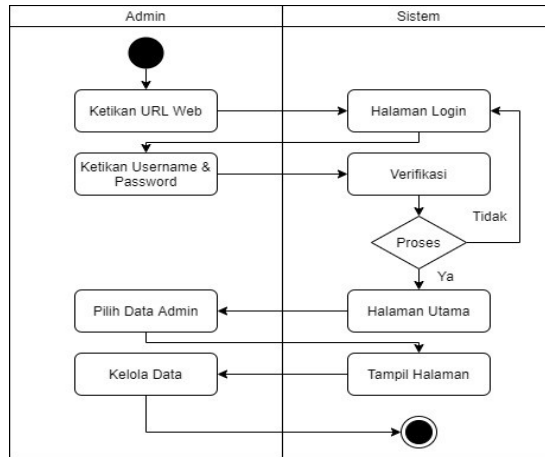 Admin
Sistem
Ketikan URL Web
Halaman Login
Ketikan Username &
Password
Verifikasi
Tidak
Proses
Ya
Pilih Data Admin
Halaman Utama
Kelola Data
Tampil Halaman